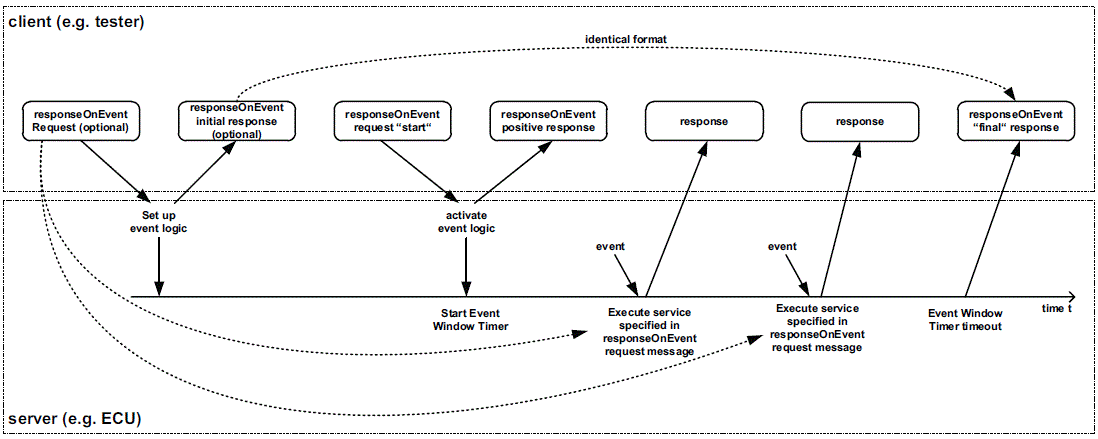 client (e.g. tester)
identical format
responseOnEvent
Request (optional)
responseOnEvent
initial response
(optional)
responseOnEvent
request “start“
responseOnEvent
positive response
response
response
responseOnEvent
“final“ response
Set up
event logic
activate
event logic
event
event
time t
Start Event
Window Timer
Execute service
specified in
responseOnEvent
request message
Execute service
specified in
responseOnEvent
request message
Event Window
Timer timeout
server (e.g. ECU)